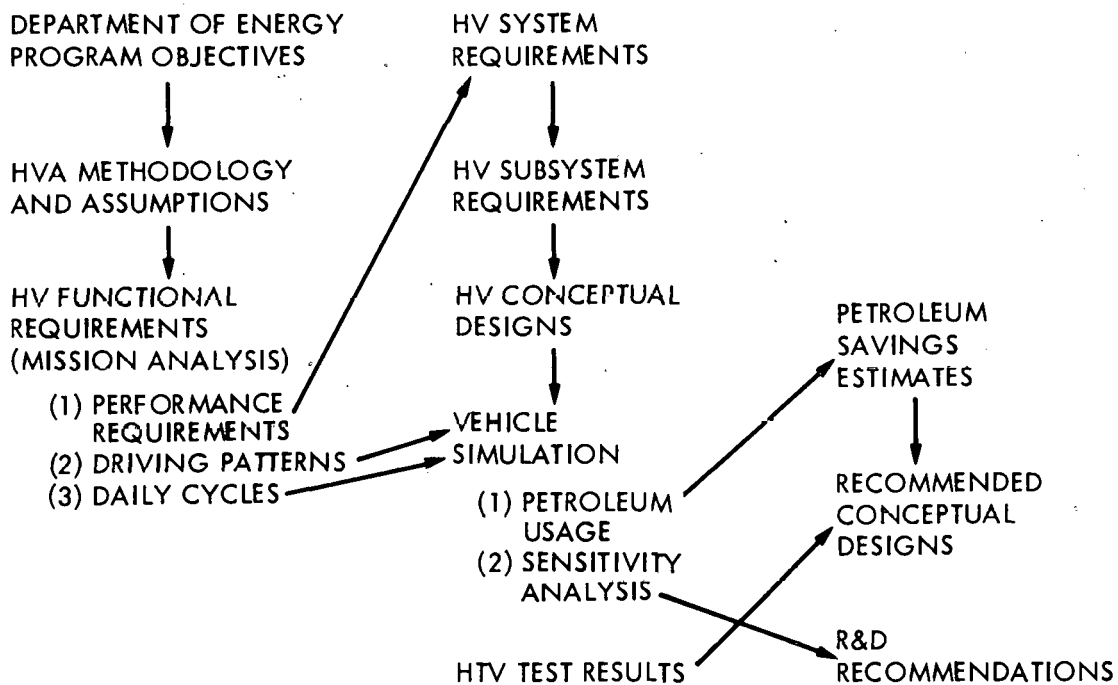 DEPARTMENT OF ENERGY
PROGRAM OBJECTIVES
HVA METHODOLOGY
AND ASSUMPTIONS
HV FUNCTIONAL
REQUIREMENTS
(MISSION ANALYSIS)
(1) PERFORMANCE
REQUIREMENTS
(2) DRIVING PATTERNS
(3) DAILY CYCLES
HV SYSTEM
REQUIREMENTS
HV SUBSYSTEM
REQUIREMENTS
HV CONCEPTUAL
DESIGNS
VEHICLE
SIMULATION
(1) PETROLEUM
USAGE
(2) SENSITIVITY
ANALYSIS
HTV TEST RESULTS
PETROLEUM
SAVINGS
ESTIMATES
RECOMMENDED
CONCEPTUAL
DESIGNS
R&D
RECOMMENDATIONS